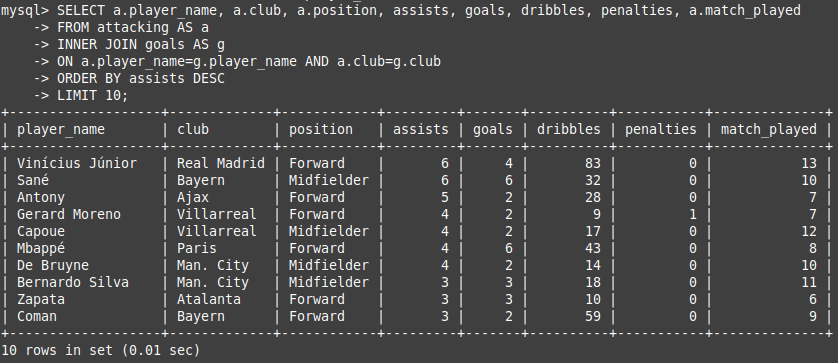 mysql> SELECT a.player_name, a.club, a.position, assists, goals, dribbles, penalties, a.match_played
    -> FROM attacking AS a
    -> INNER JOIN goals AS g
    -> ON a.player_name=g.player_name AND a.club=g.club
    -> ORDER BY assists DESC
    -> LIMIT 10;
+------------------+-------------+------------+---------+-------+----------+-----------+--------------+
| player_name      | club        | position   | assists | goals | dribbles | penalties | match_played |
+------------------+-------------+------------+---------+-------+----------+-----------+--------------+
| Vinícius Júnior  | Real Madrid | Forward    |       6 |     4 |       83 |         0 |           13 |
| Sané             | Bayern      | Midfielder |       6 |     6 |       32 |         0 |           10 |
| Antony           | Ajax        | Forward    |       5 |     2 |       28 |         0 |            7 |
| Gerard Moreno    | Villarreal  | Forward    |       4 |     2 |        9 |         1 |            7 |
| Capoue           | Villarreal  | Midfielder |       4 |     2 |       17 |         0 |           12 |
| Mbappé           | Paris       | Forward    |       4 |     6 |       43 |         0 |            8 |
| De Bruyne        | Man. City   | Midfielder |       4 |     2 |       14 |         0 |           10 |
| Bernardo Silva   | Man. City   | Midfielder |       3 |     3 |       18 |         0 |           11 |
| Zapata           | Atalanta    | Forward    |       3 |     3 |       10 |         0 |            6 |
| Coman            | Bayern      | Forward    |       3 |     2 |       59 |         0 |            9 |
+------------------+-------------+------------+---------+-------+----------+-----------+--------------+
10 rows in set (0.01 sec)